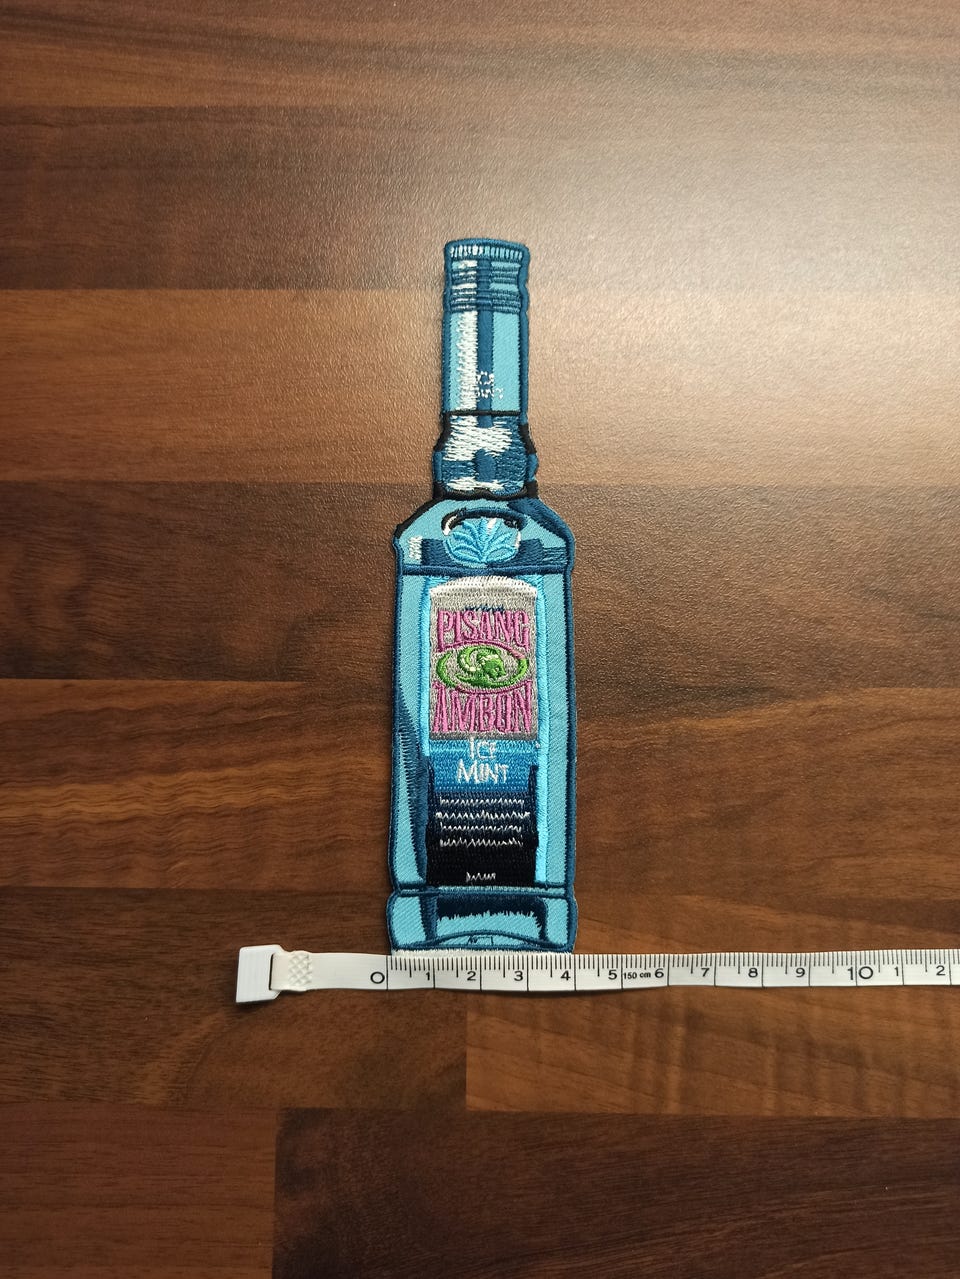 PISANG
AMBON
ICE
MINT
0 1 2 3 4 5 150 cm 6 7 8 9 10 1 2